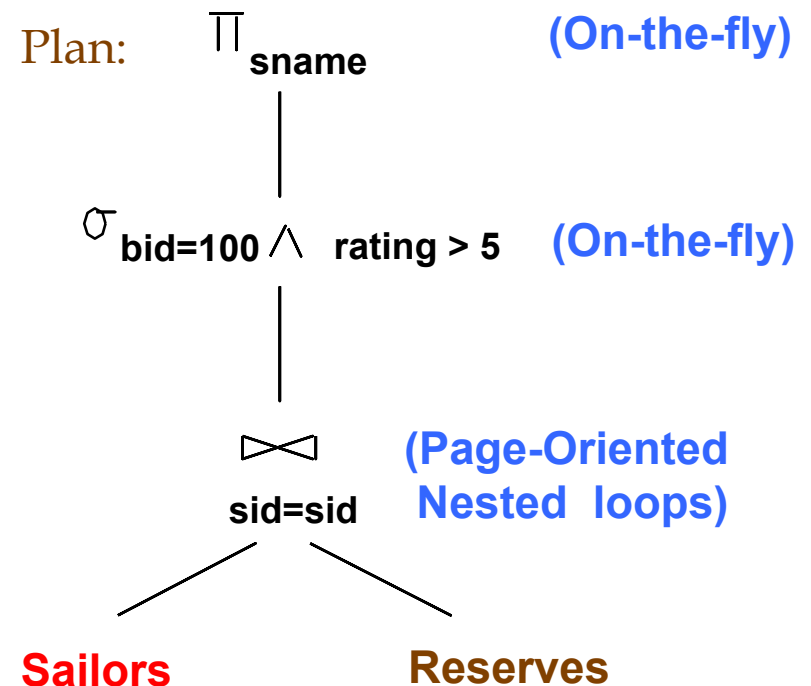 Plan: π sname (On-the-fly)
σ bid=100 ∧ rating > 5 (On-the-fly)
⋈ (Page-Oriented
sid=sid Nested loops)
Sailors Reserves